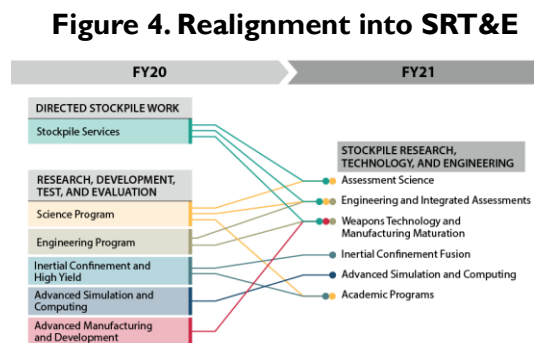 Figure 4. Realignment into SRT&E
FY20
FY21
DIRECTED STOCKPILE WORK
Stockpile Services
RESEARCH, DEVELOPMENT,
TEST, AND EVALUATION
Science Program
Engineering Program
Inertial Confinement and
High Yield
Advanced Simulation and
Computing
Advanced Manufacturing
and Development
STOCKPILE RESEARCH,
TECHNOLOGY, AND ENGINEERING
Assessment Science
Engineering and Integrated Assessments
Weapons Technology and
Manufacturing Maturation
Inertial Confinement Fusion
Advanced Simulation and Computing
Academic Programs